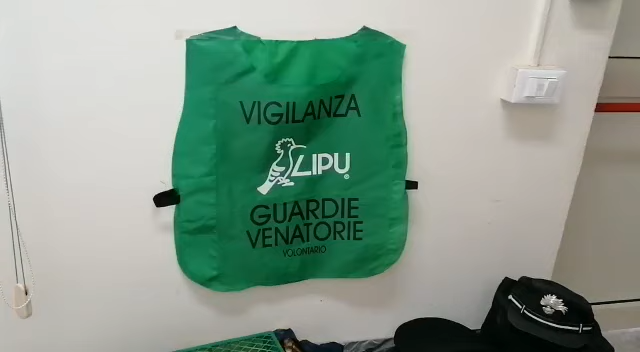 VIGILANZA
LIPU
GUARDIE
VENATORIE
VOLONTARIO